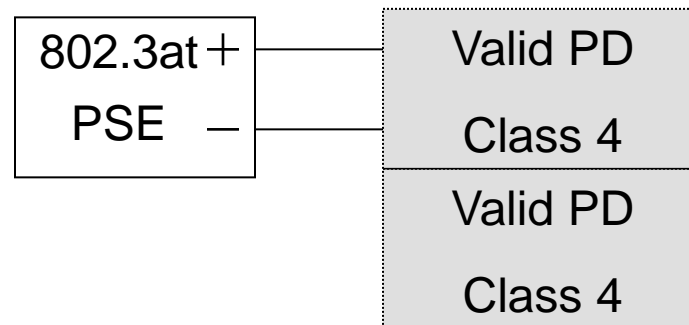 802.3at +
PSE –
Valid PD
Class 4
Valid PD
Class 4